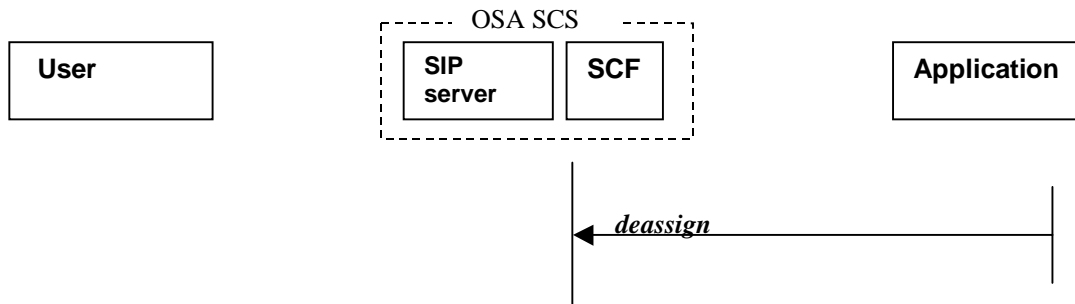 OSA SCS
User
SIP
server
SCF
Application
deassign